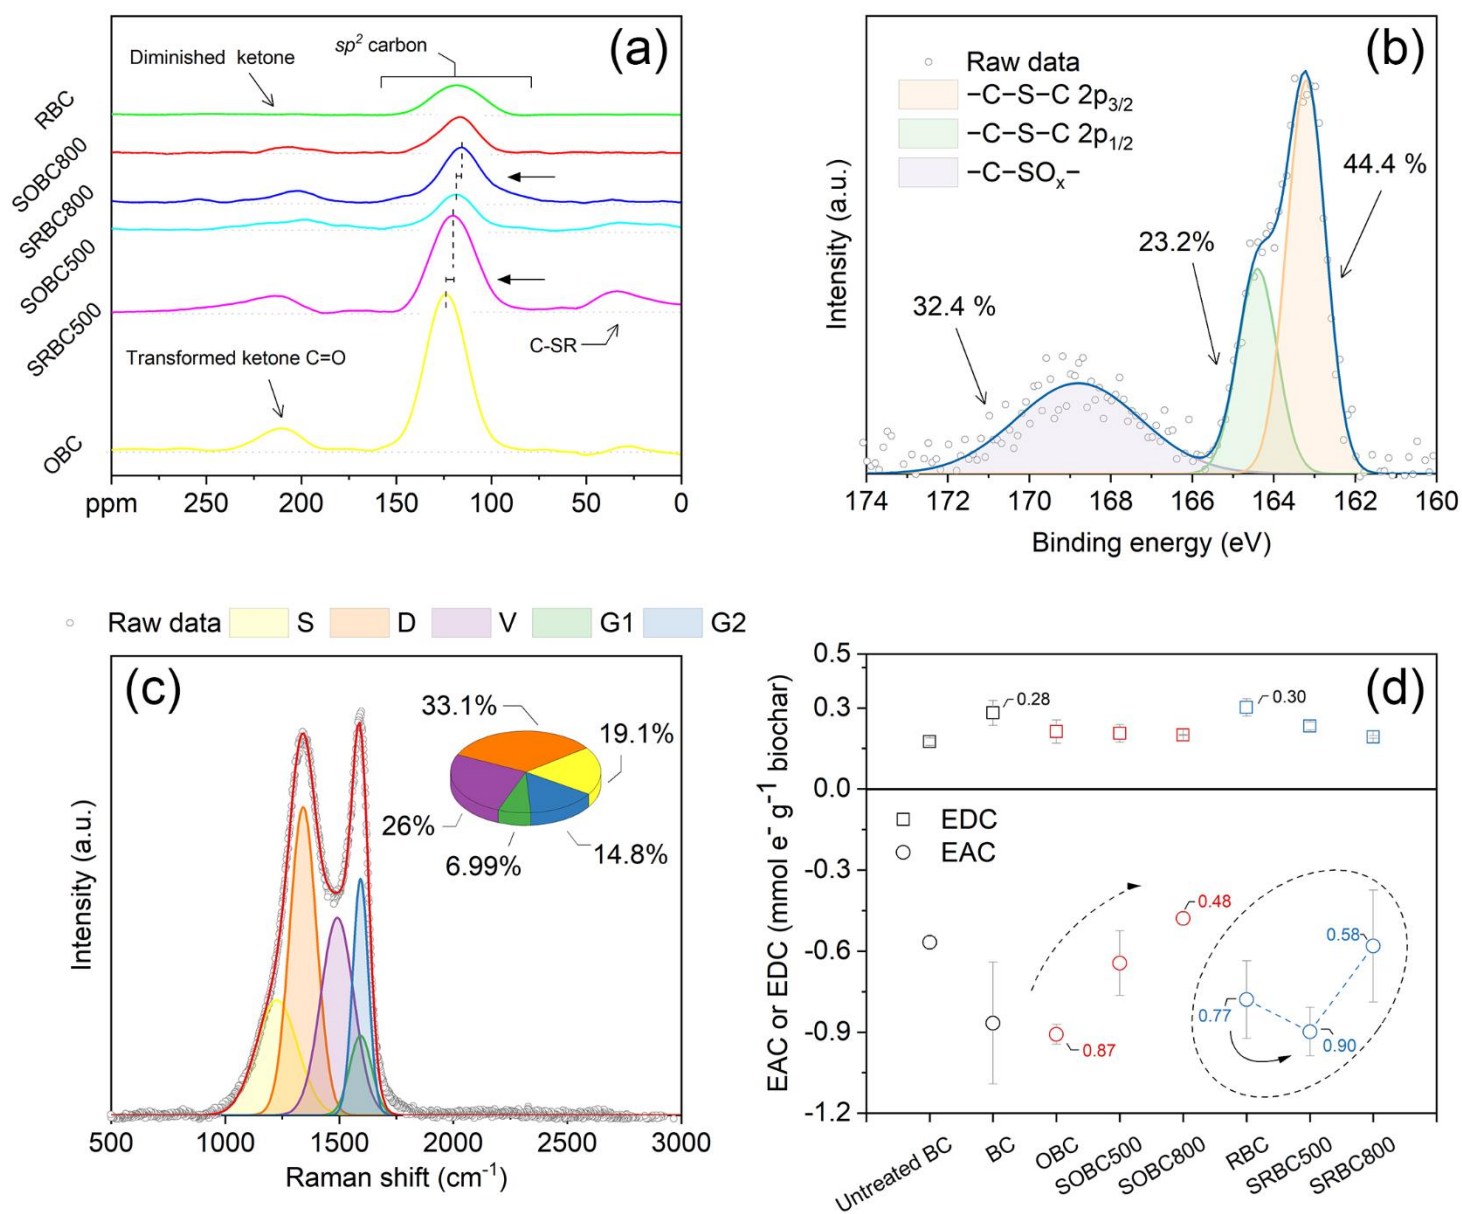 (a)
Diminished ketone
sp² carbon
RBC
SOBC800
SRBC800
SOBC500
SRBC500
OBC
Transformed ketone C=O
C-SR
ppm 250 200 150 100 50 0
(b)
Raw data
−C−S−C 2p3/2
−C−S−C 2p1/2
−C−SOx−
44.4 %
23.2%
32.4 %
Intensity (a.u.)
174 172 170 168 166 164 162 160
Binding energy (eV)
Raw data S D V G1 G2
(c)
33.1%
19.1%
26%
6.99%
14.8%
Intensity (a.u.)
500 1000 1500 2000 2500 3000
Raman shift (cm⁻¹)
(d)
EAC or EDC (mmol e⁻ g⁻¹ biochar)
0.5
0.3
0.0
-0.3
-0.6
-0.9
-1.2
0.28
0.30
EDC
EAC
0.48
0.58
0.77
0.87
0.90
Untreated BC
BC
OBC
SOBC500
SOBC800
RBC
SRBC500
SRBC800